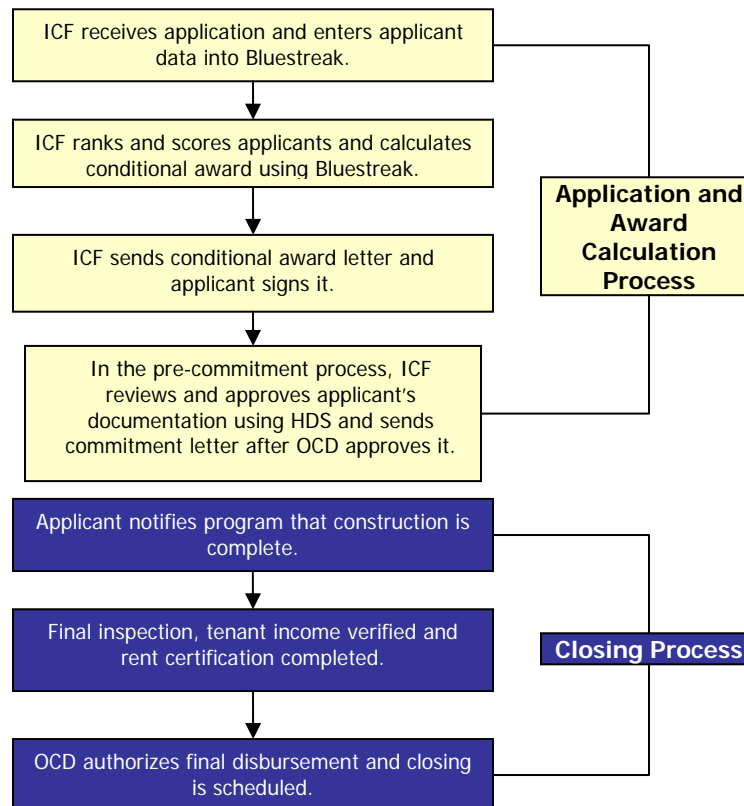 ICF receives application and enters applicant
data into Bluestreak.
ICF ranks and scores applicants and calculates
conditional award using Bluestreak.
ICF sends conditional award letter and
applicant signs it.
In the pre-commitment process, ICF
reviews and approves applicant's
documentation using HDS and sends
commitment letter after OCD approves it.
Application and
Award
Calculation
Process
Applicant notifies program that construction is
complete.
Final inspection, tenant income verified and
rent certification completed.
OCD authorizes final disbursement and closing
is scheduled.
Closing Process